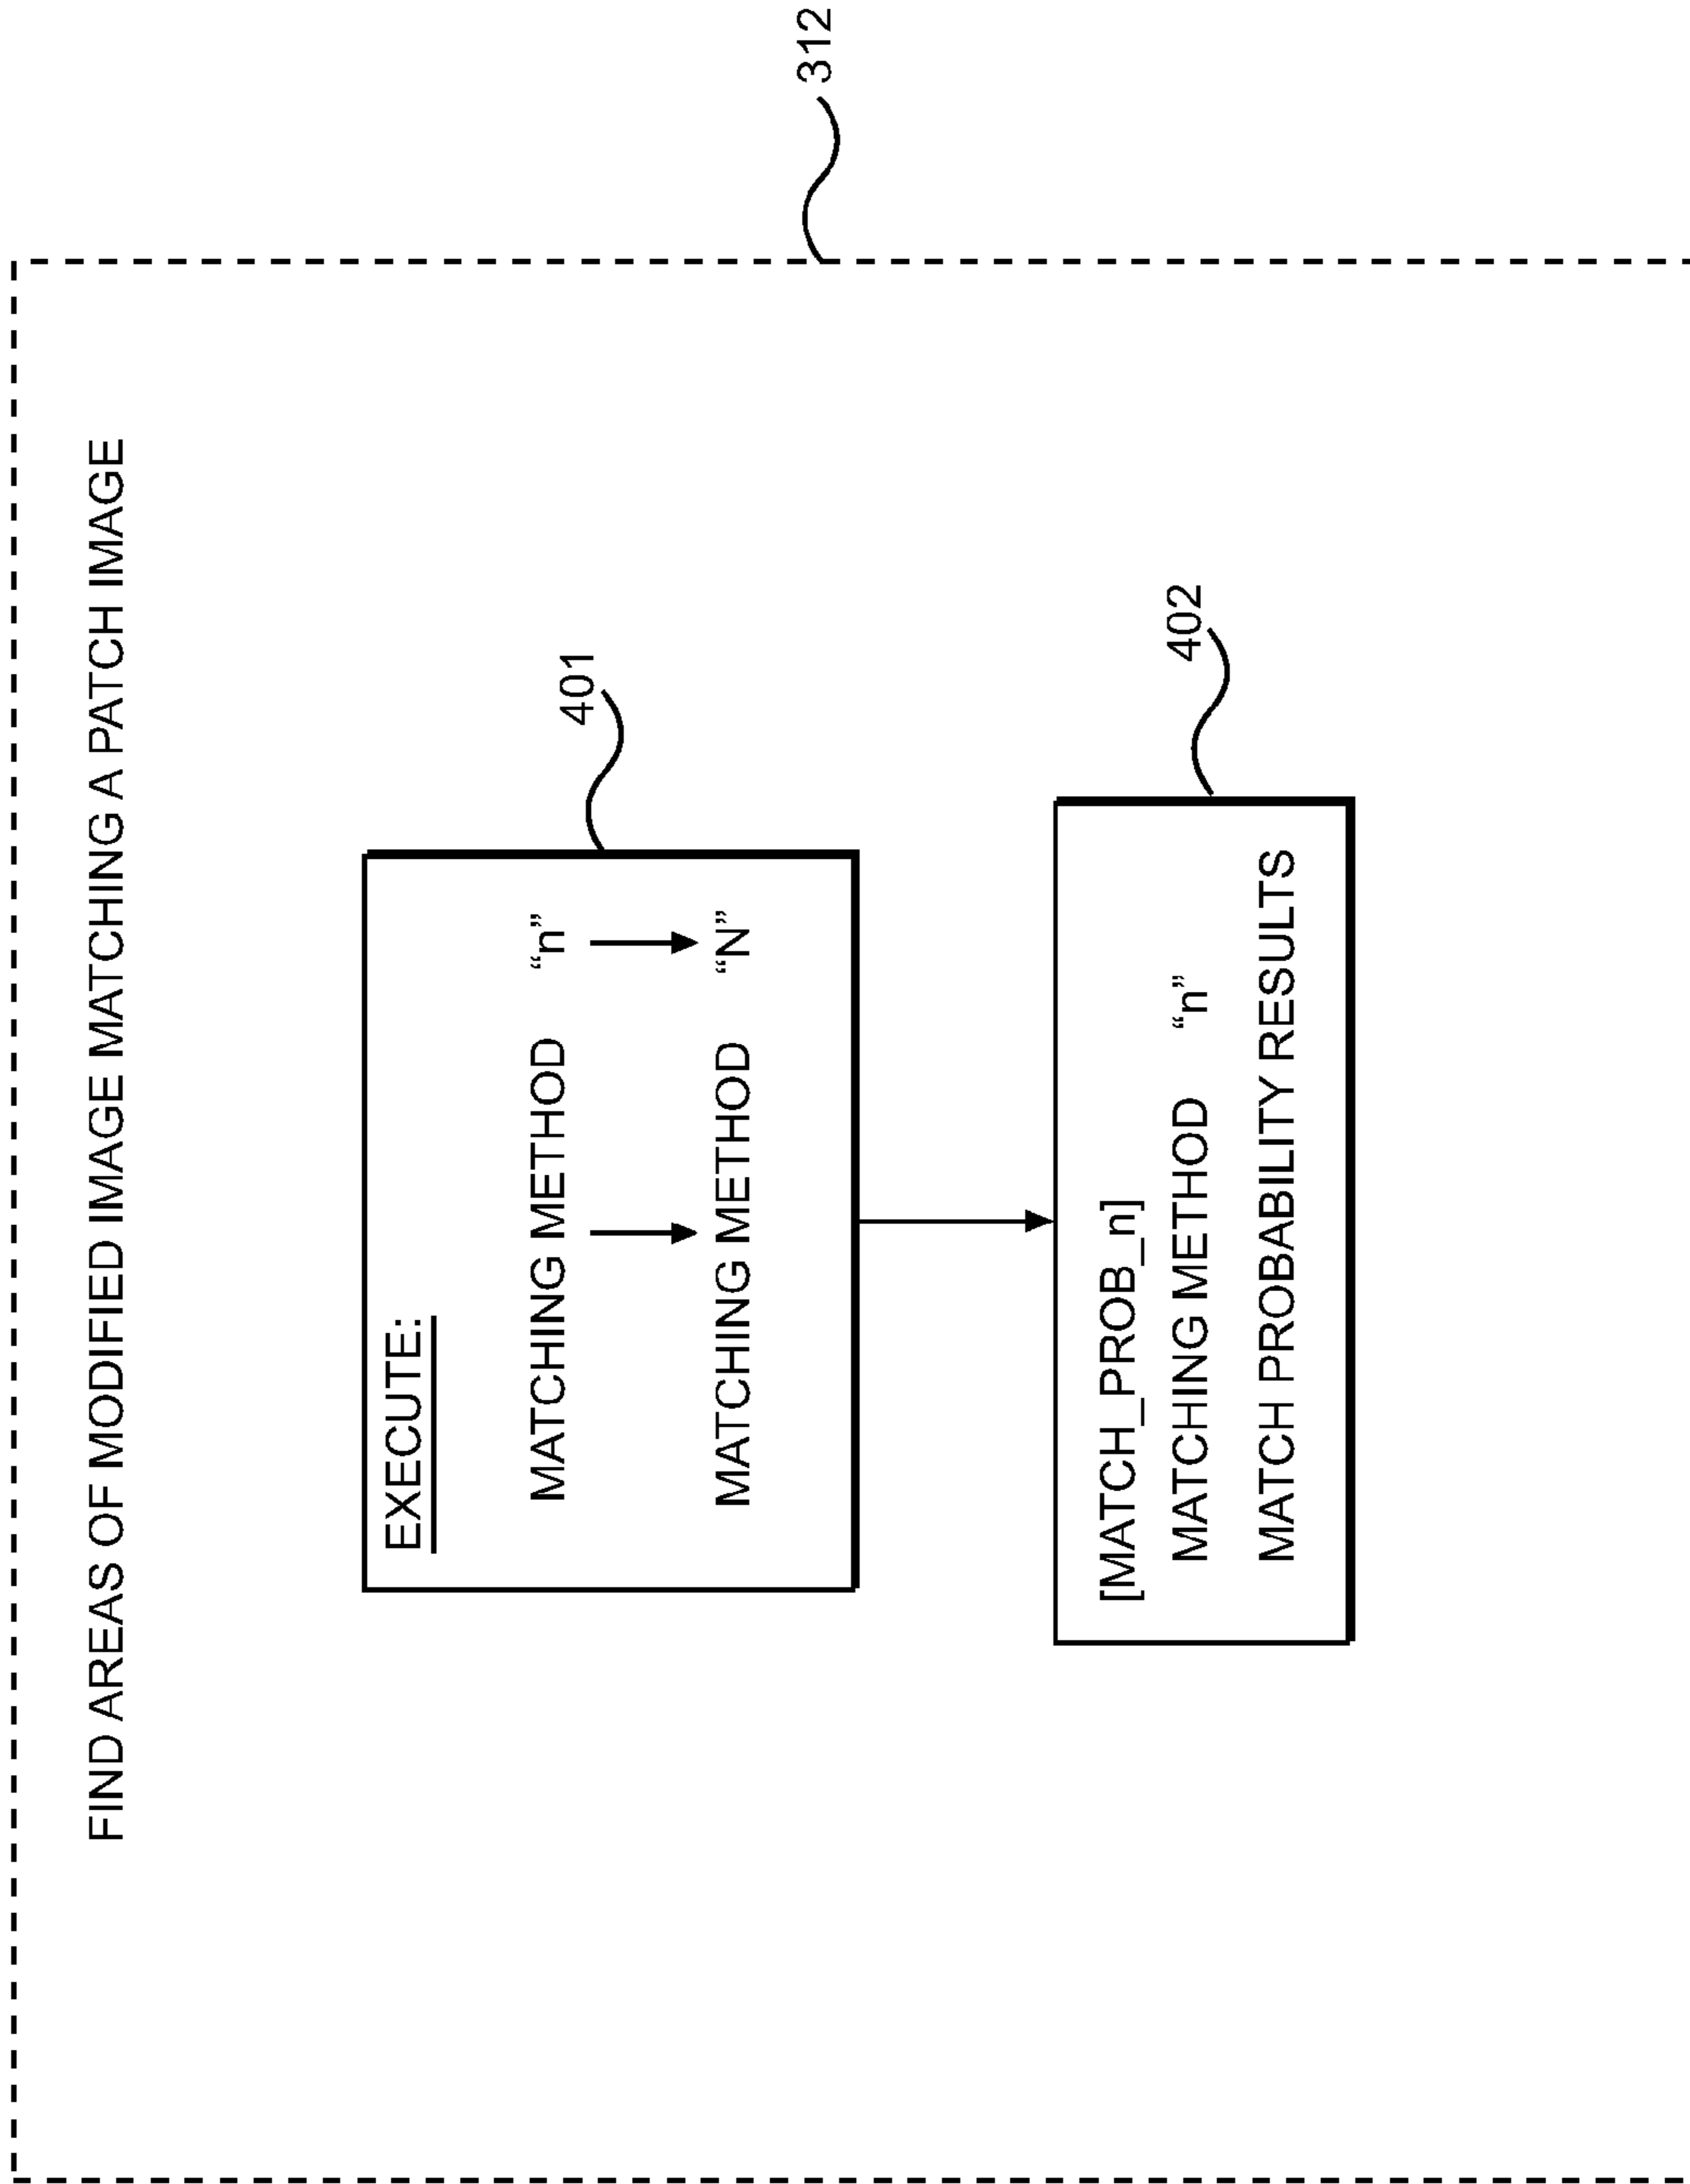 FIND AREAS OF MODIFIED IMAGE MATCHING A PATCH IMAGE
312
401
EXECUTE:
MATCHING METHOD “n”
MATCHING METHOD “N”
402
[MATCH_PROB_n]
MATCHING METHOD “n”
MATCH PROBABILITY RESULTS